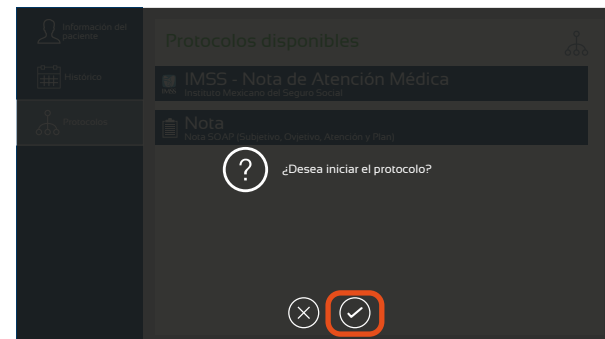 Información del
paciente
Histórico
Protocolos
Protocolos disponibles
IMSS - Nota de Atención Médica
Instituto Mexicano del Seguro Social
Nota
Nota SOAP (Subjetivo, Objetivo, Atención y Plan)
¿Desea iniciar el protocolo?